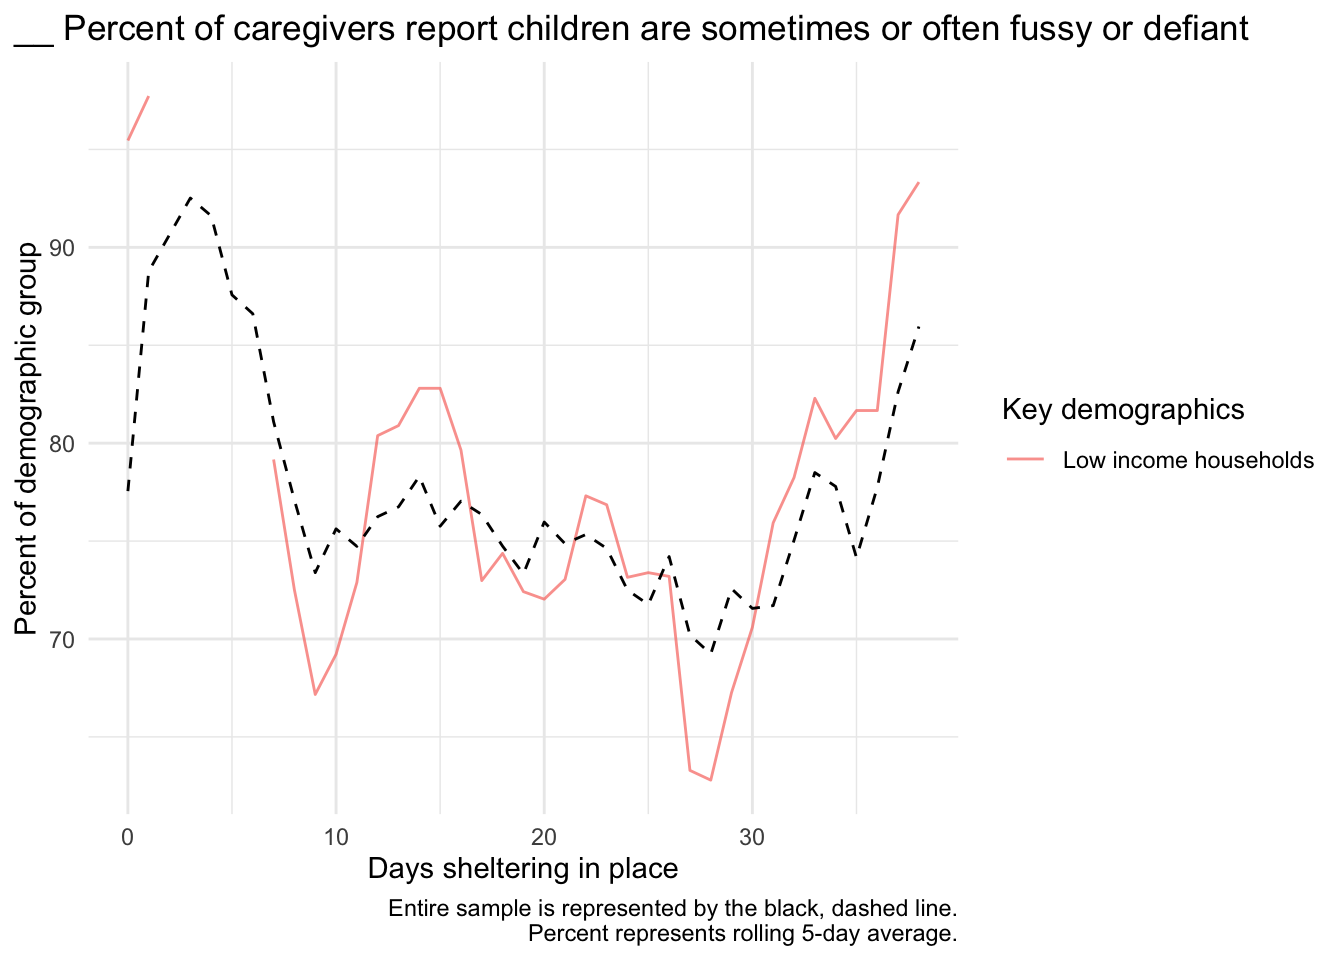 __ Percent of caregivers report children are sometimes or often fussy or defiant
Percent of demographic group
90
80
70
0
10
20
30
Days sheltering in place
Key demographics
Low income households
Entire sample is represented by the black, dashed line.
Percent represents rolling 5-day average.